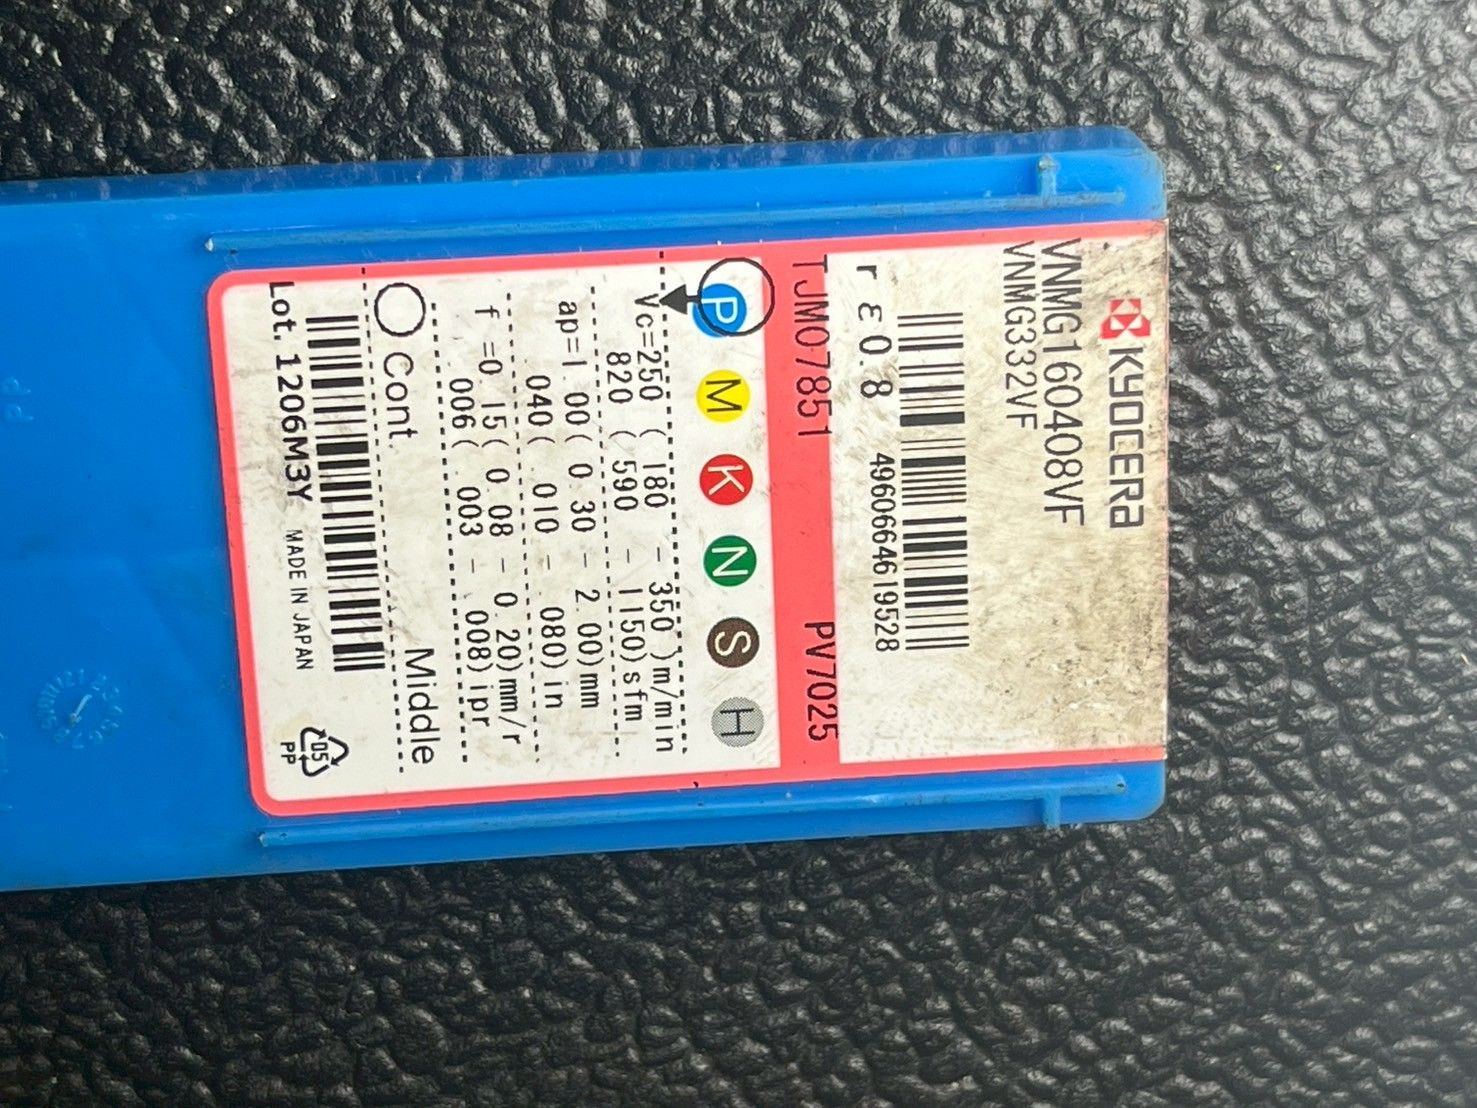 KYOCERA
VNMG160408VF
VNMG332VF
4960664619528
rε0.8
TJM07851 PV7025
P M K N S H
Vc=250 ( 180 - 350 )m/min
820 ( 590 - 1150)sfm
ap=1.00( 0.30 - 2.00)mm
.040( .010 - .080)in
f =0.15( 0.08 - 0.20)mm/r
.006( .003 - .008)ipr
Cont. Middle
Lot.1206M3Y MADE IN JAPAN
05
PP